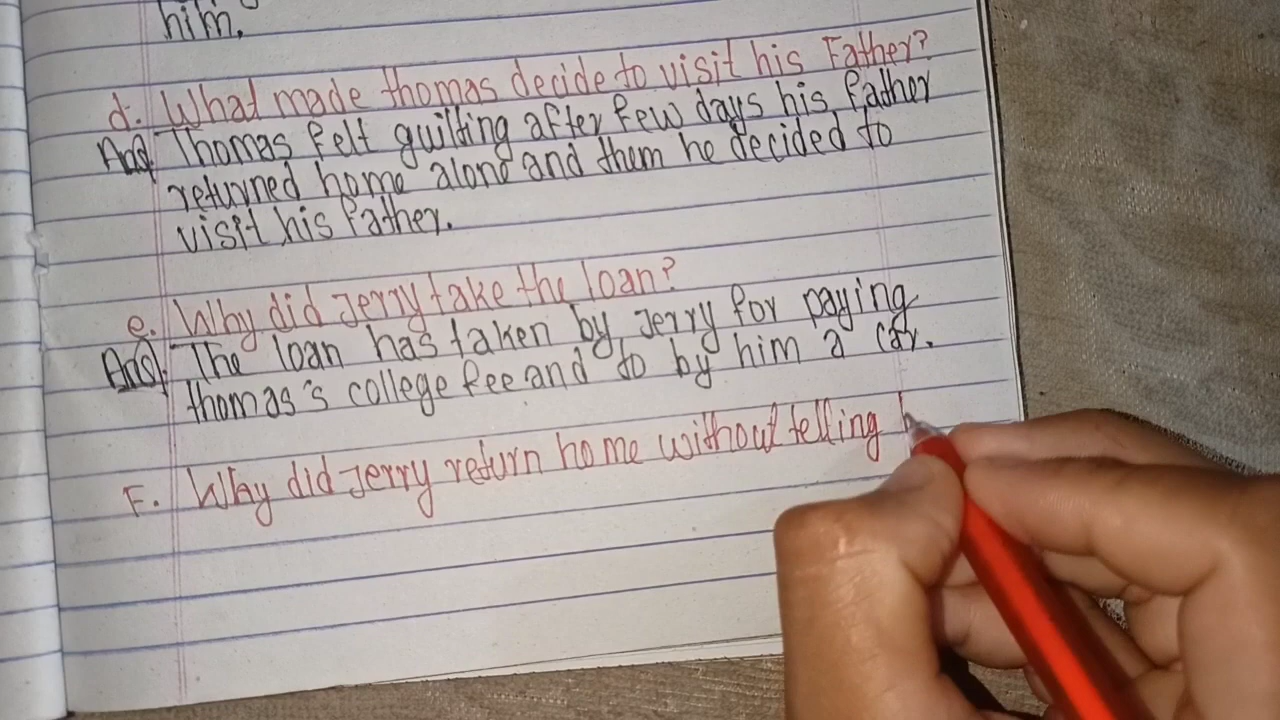 him.
d. What made thomas decide to visit his Father?
Ans Thomas felt guilting after few days his father
returned home alone and them he decided to
visit his father.
e. Why did Jerry take the loan?
Ans. The loan has taken by Jerry for paying
thomas's college fee and to by him a car.
F. Why did Jerry return home without telling